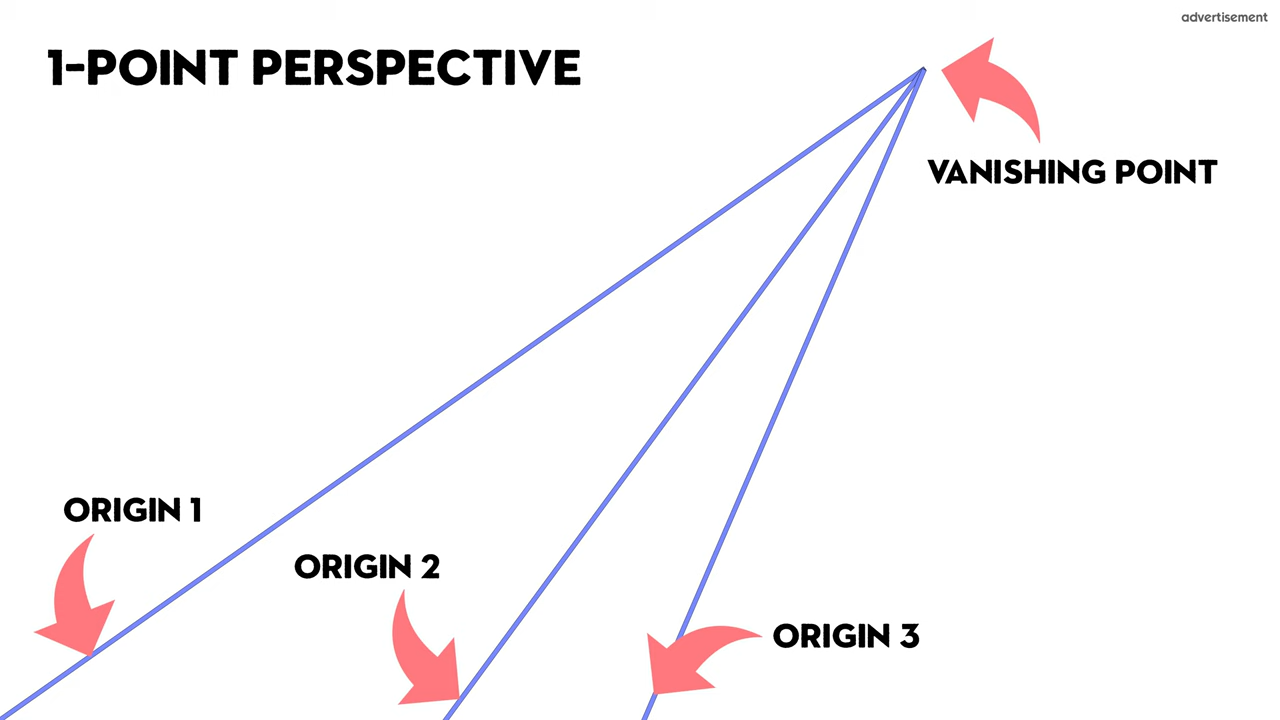 advertisement
1-POINT PERSPECTIVE
VANISHING POINT
ORIGIN 1
ORIGIN 2
ORIGIN 3